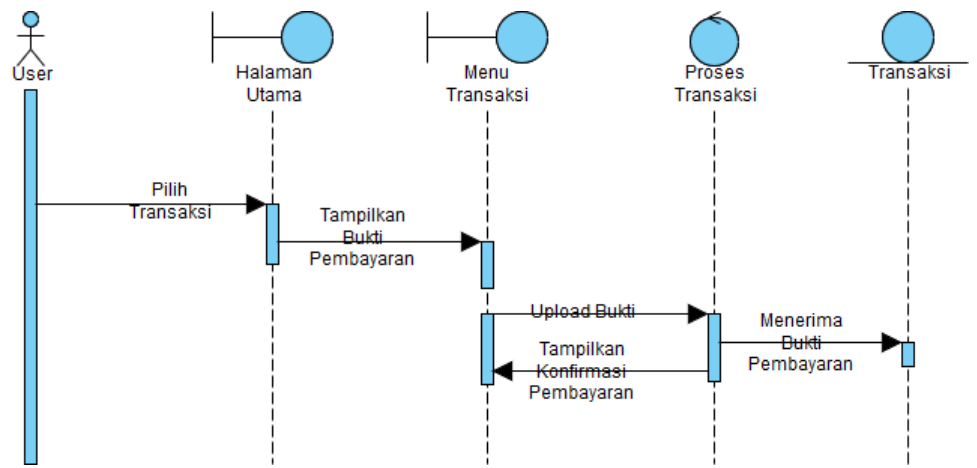 User
Halaman
Utama
Menu
Transaksi
Proses
Transaksi
Transaksi
Pilih
Transaksi
Tampilkan
Bukti
Pembayaran
Upload Bukti
Menerima
Bukti
Pembayaran
Tampilkan
Konfirmasi
Pembayaran